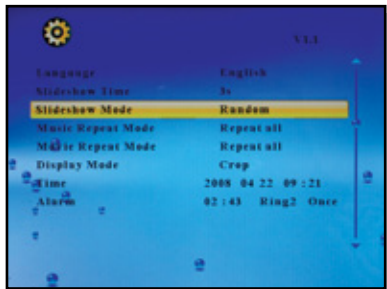 V1.1
Language English
Slideshow Time 3s
Slideshow Mode Random
Music Repeat Mode Repeat all
Movie Repeat Mode Repeat all
Display Mode Crop
Time 2008 04 22 09:21
Alarm 02:43 Ring2 Once